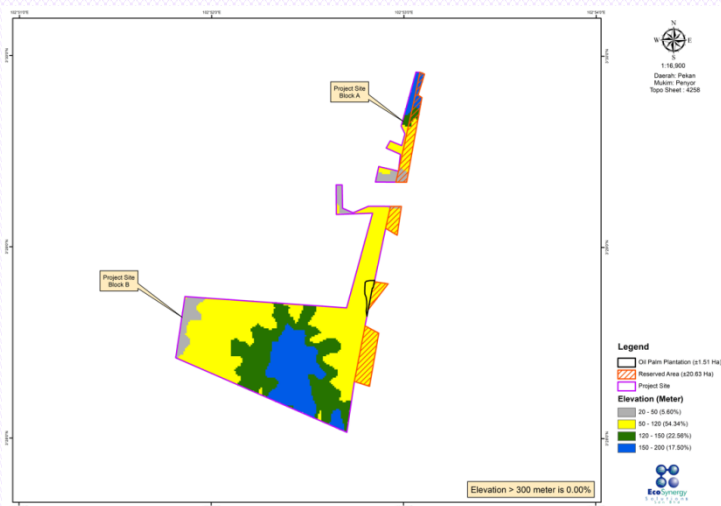 Project Site
Block A
Project Site
Block B
N
W
E
S
1:16,900
Daerah: Pekan
Mukim: Penyor
Topo Sheet : 4258
Legend
Oil Palm Plantation (±1.51 Ha)
Reserved Area (±20.63 Ha)
Project Site
Elevation (Meter)
20 - 50 (5.60%)
50 - 120 (54.34%)
120 - 150 (22.56%)
150 - 200 (17.50%)
Elevation > 300 meter is 0.00%
EcoSynergy
Solutions